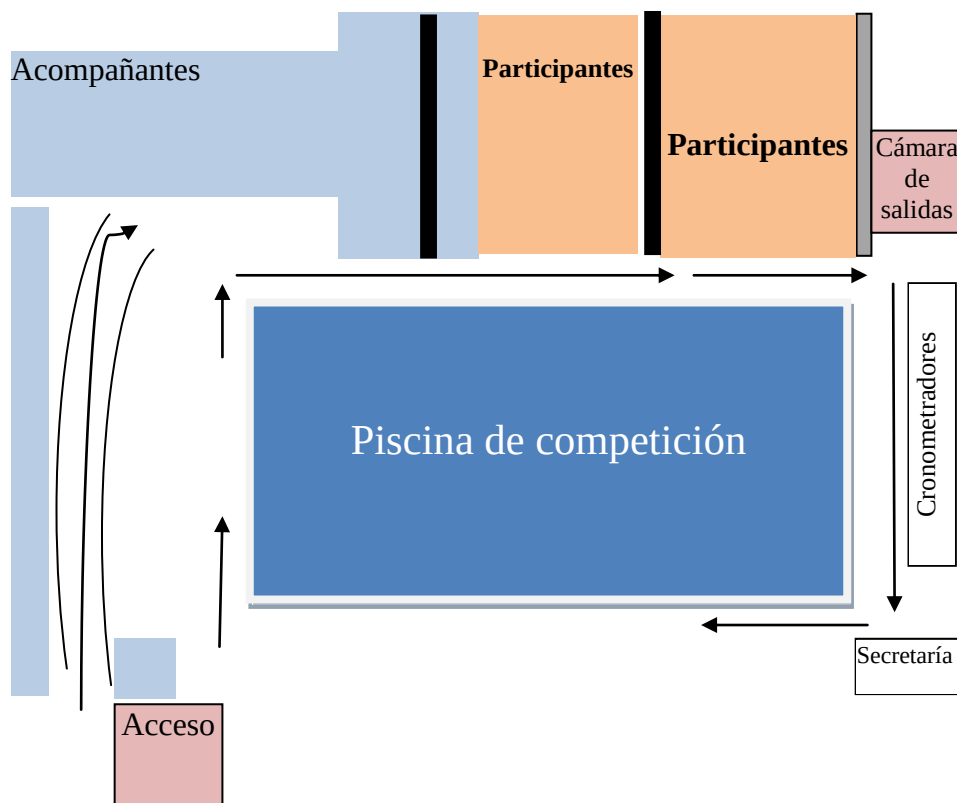 Acompañantes
Participantes
Participantes
Cámara
de
salidas
Piscina de competición
Cronometradores
Secretaría
Acceso